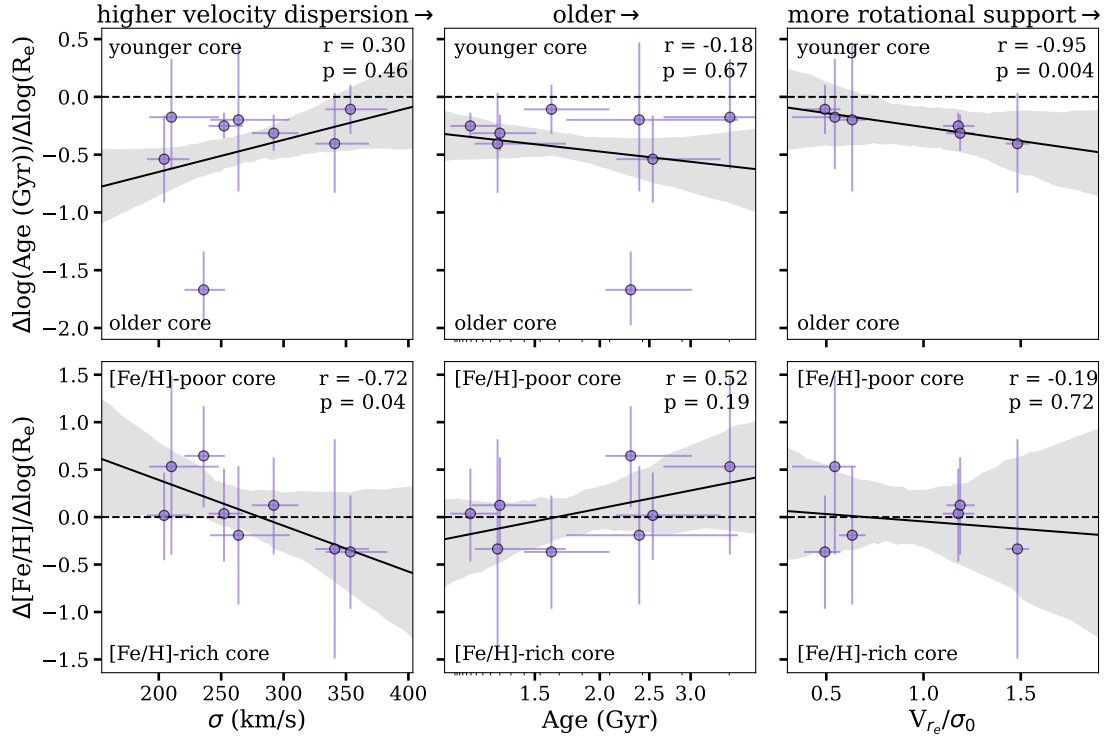 higher velocity dispersion →
older →
more rotational support →
Δlog(Age (Gyr))/Δlog(Rₑ)
0.5
0.0
−0.5
−1.0
−1.5
−2.0
younger core
r = 0.30
p = 0.46
older core
younger core
r = -0.18
p = 0.67
older core
younger core
r = -0.95
p = 0.004
older core
Δ[Fe/H]/Δlog(Rₑ)
1.5
1.0
0.5
0.0
−0.5
−1.0
−1.5
[Fe/H]-poor core
r = -0.72
p = 0.04
[Fe/H]-rich core
[Fe/H]-poor core
r = 0.52
p = 0.19
[Fe/H]-rich core
[Fe/H]-poor core
r = -0.19
p = 0.72
[Fe/H]-rich core
200 250 300 350 400
1.5 2.0 2.5 3.0
0.5 1.0 1.5
σ (km/s)
Age (Gyr)
V_{r_e}/σ₀